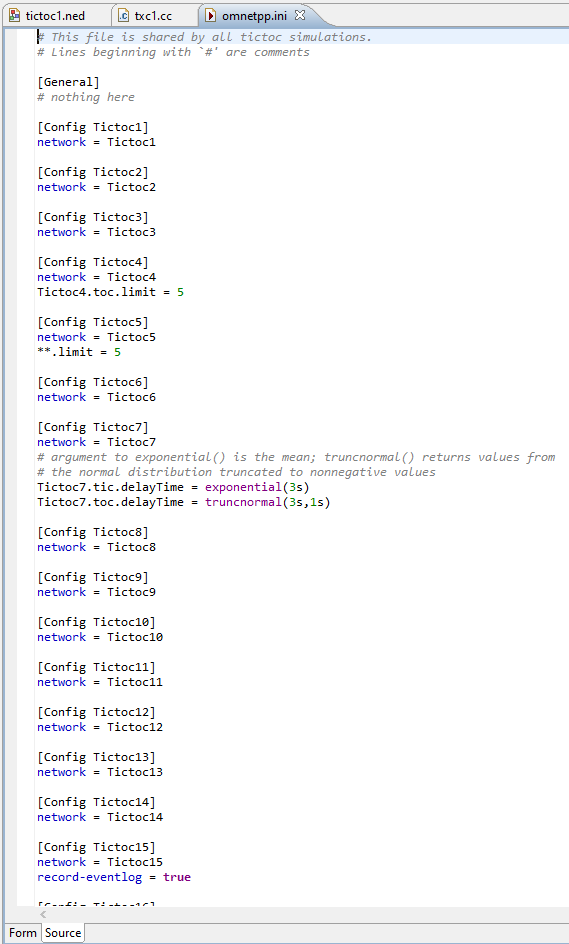 tictoc1.ned txc1.cc omnetpp.ini
# This file is shared by all tictoc simulations.
# Lines beginning with `#' are comments
[General]
# nothing here
[Config Tictoc1]
network = Tictoc1
[Config Tictoc2]
network = Tictoc2
[Config Tictoc3]
network = Tictoc3
[Config Tictoc4]
network = Tictoc4
Tictoc4.toc.limit = 5
[Config Tictoc5]
network = Tictoc5
**.limit = 5
[Config Tictoc6]
network = Tictoc6
[Config Tictoc7]
network = Tictoc7
# argument to exponential() is the mean; truncnormal() returns values from
# the normal distribution truncated to nonnegative values
Tictoc7.tic.delayTime = exponential(3s)
Tictoc7.toc.delayTime = truncnormal(3s,1s)
[Config Tictoc8]
network = Tictoc8
[Config Tictoc9]
network = Tictoc9
[Config Tictoc10]
network = Tictoc10
[Config Tictoc11]
network = Tictoc11
[Config Tictoc12]
network = Tictoc12
[Config Tictoc13]
network = Tictoc13
[Config Tictoc14]
network = Tictoc14
[Config Tictoc15]
network = Tictoc15
record-eventlog = true
[Config Tictoc16]
Form Source